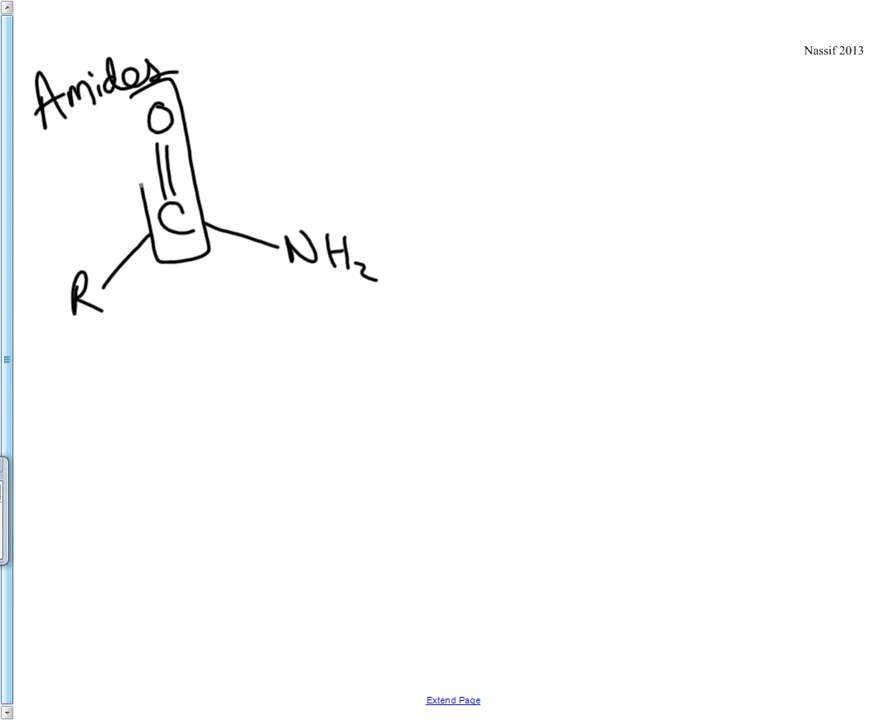 Nassif 2013
Amides
O
C
NH2
R
Extend Page